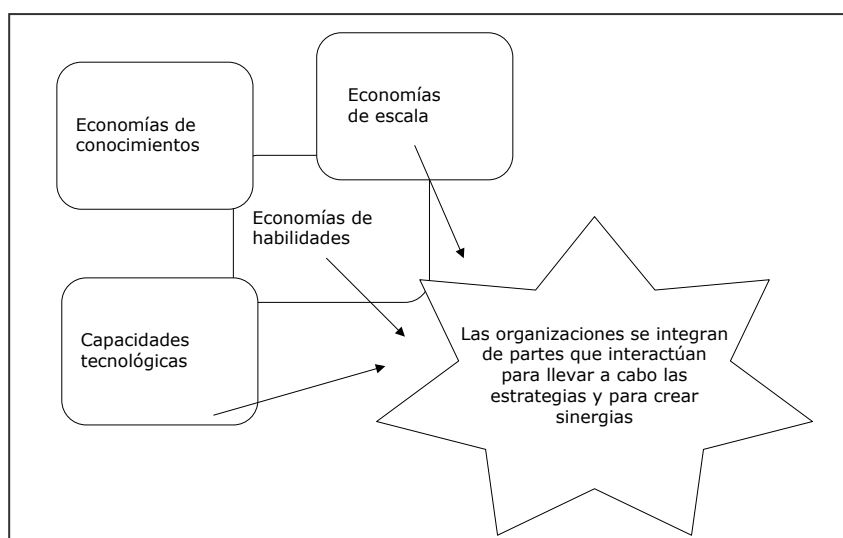 Economías
de escala
Economías de
conocimientos
Economías de
habilidades
Capacidades
tecnológicas
Las organizaciones se integran
de partes que interactúan
para llevar a cabo las
estrategias y para crear
sinergias